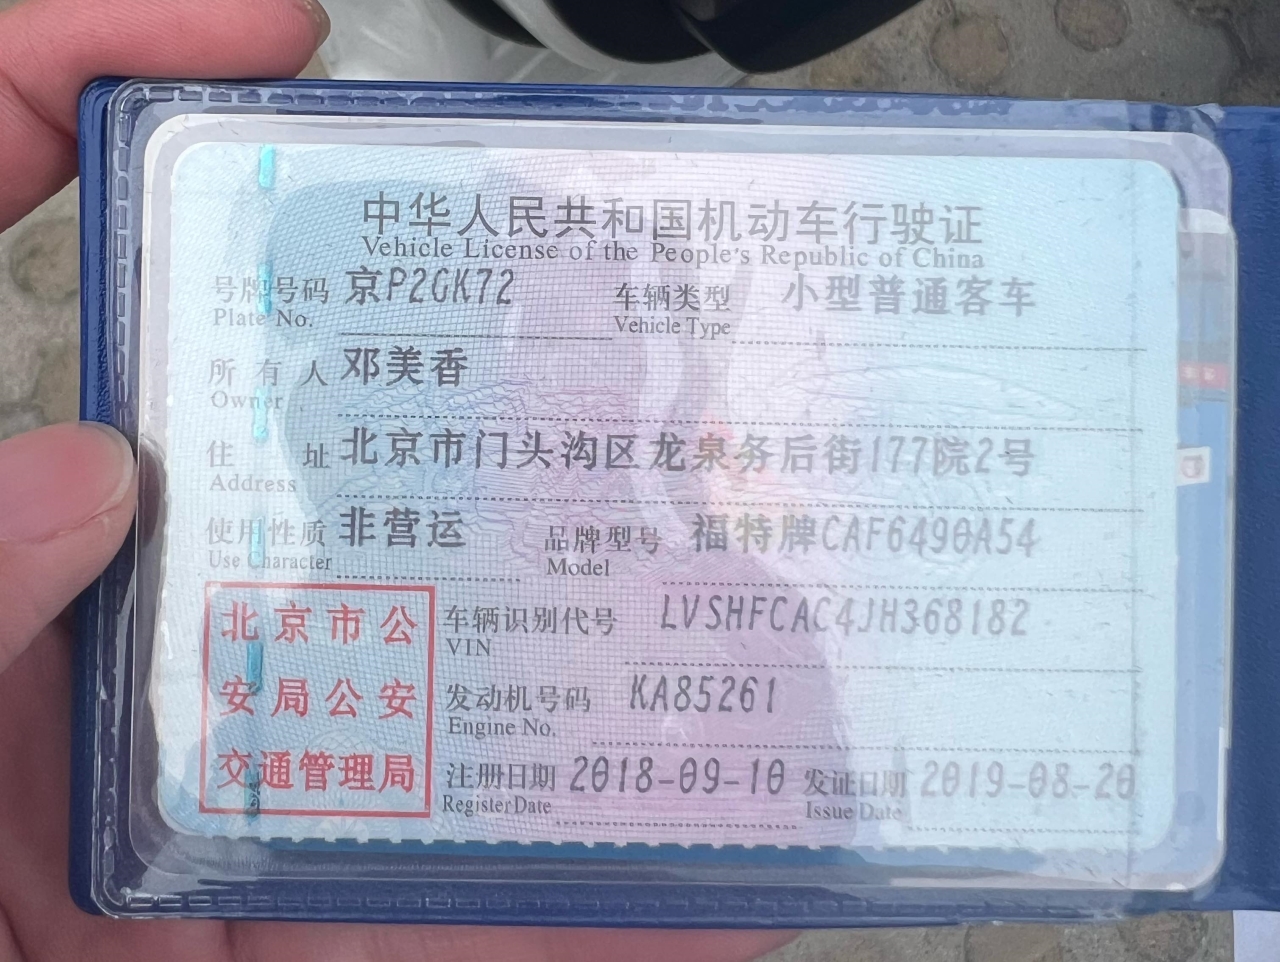 中华人民共和国机动车行驶证
Vehicle License of the People's Republic of China
号牌号码 京P2GK72 车辆类型 小型普通客车
Plate No. Vehicle Type
所有人 邓美香
Owner
住址 北京市门头沟区龙泉务后街177院2号
Address
使用性质 非营运 品牌型号 福特牌CAF6490A54
Use Character Model
北京市公 车辆识别代号 LVSHFCAC4JH368182
VIN
安局公安 发动机号码 KA85261
Engine No.
交通管理局 注册日期 2018-09-10 发证日期 2019-08-20
Register Date Issue Date